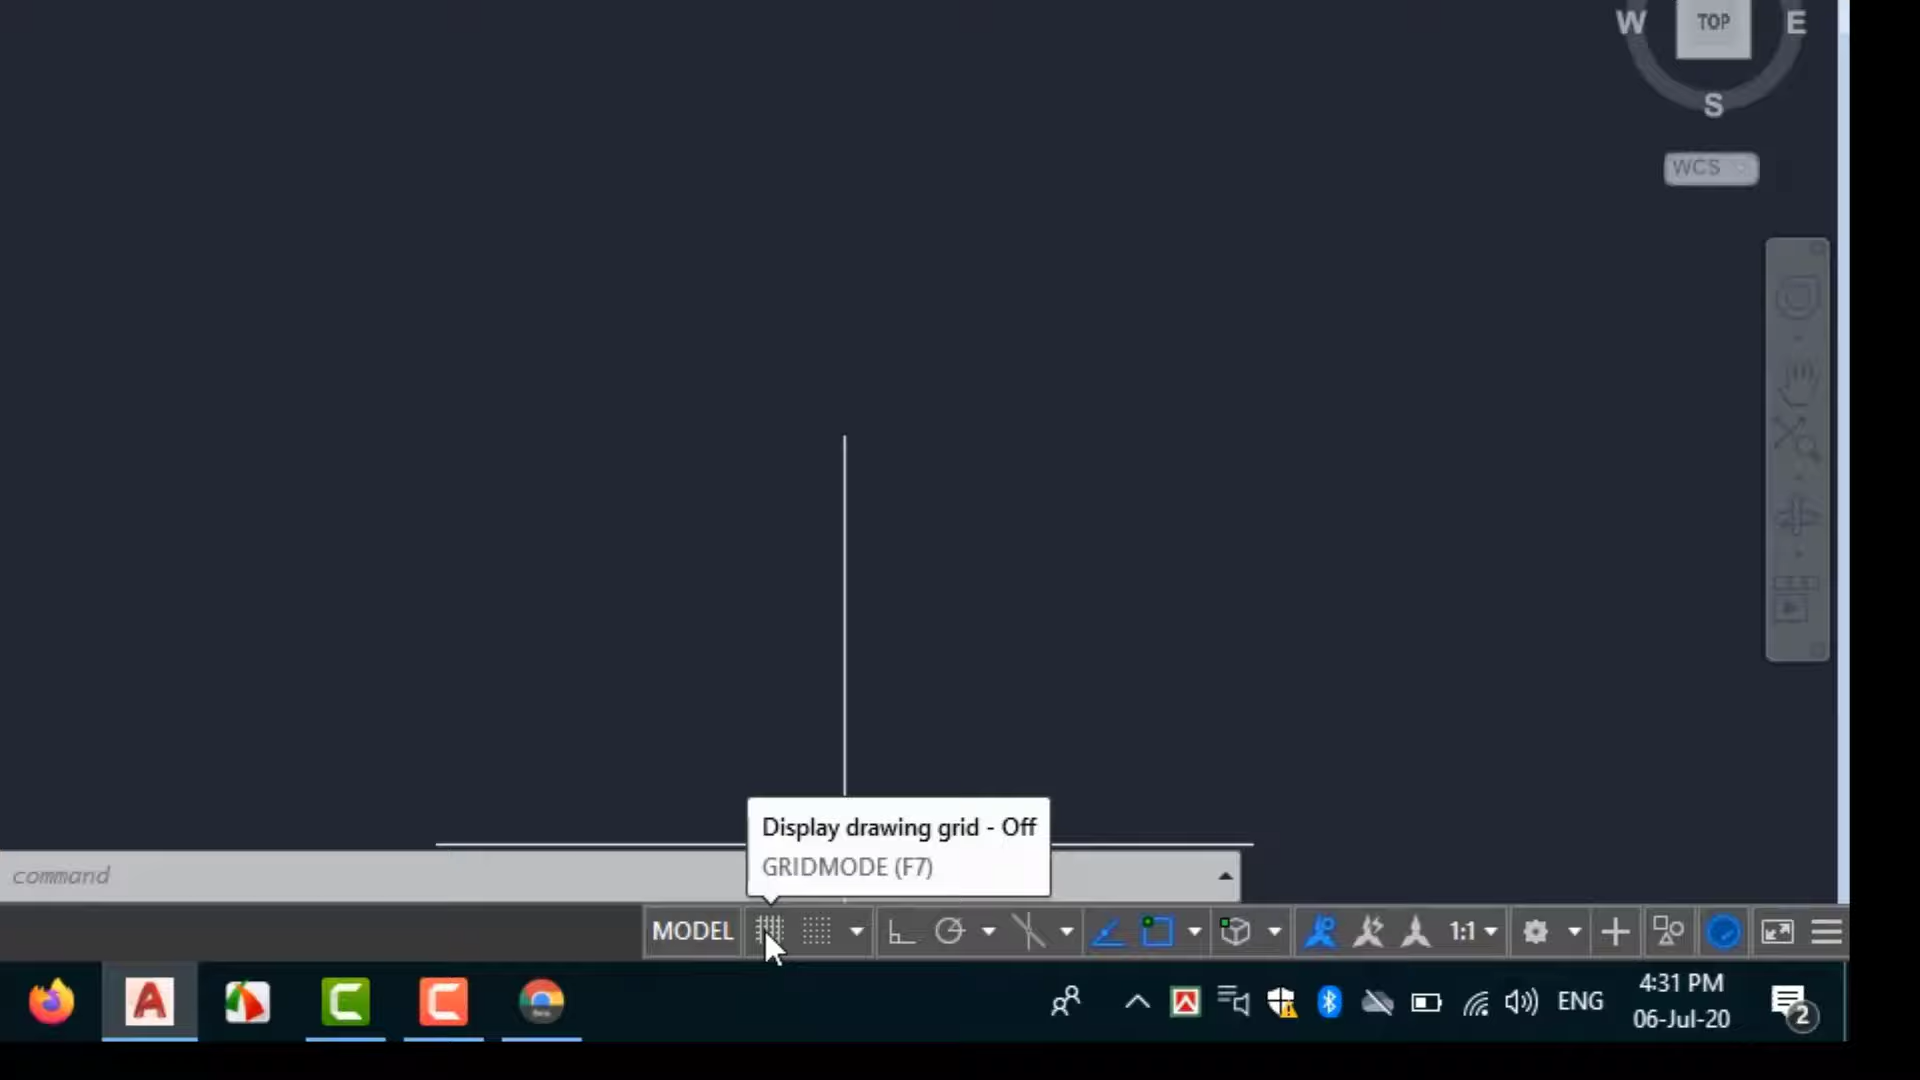 W
TOP
E
S
WCS
Display drawing grid - Off
GRIDMODE (F7)
command
MODEL
1:1
ENG
4:31 PM
06-Jul-20
2